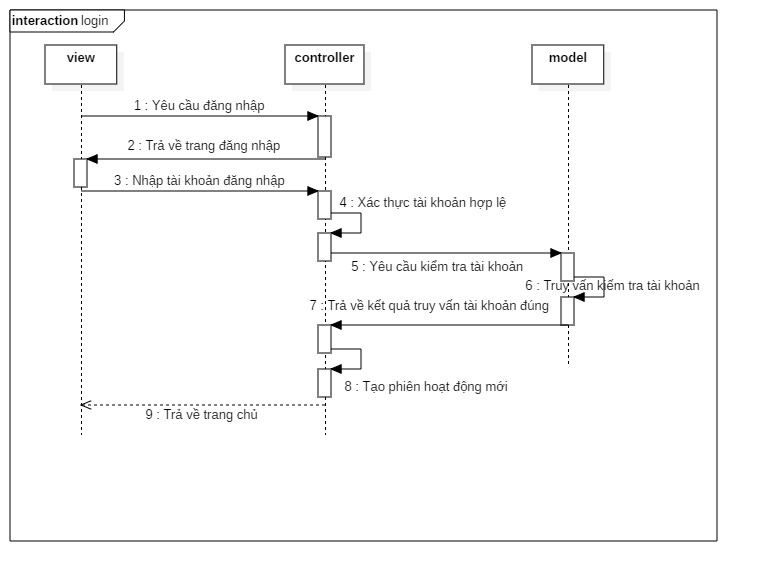 interaction login
view
controller
model
1 : Yêu cầu đăng nhập
2 : Trả về trang đăng nhập
3 : Nhập tài khoản đăng nhập
4 : Xác thực tài khoản hợp lệ
5 : Yêu cầu kiểm tra tài khoản
6 : Truy vấn kiểm tra tài khoản
7 : Trả về kết quả truy vấn tài khoản đúng
8 : Tạo phiên hoạt động mới
9 : Trả về trang chủ